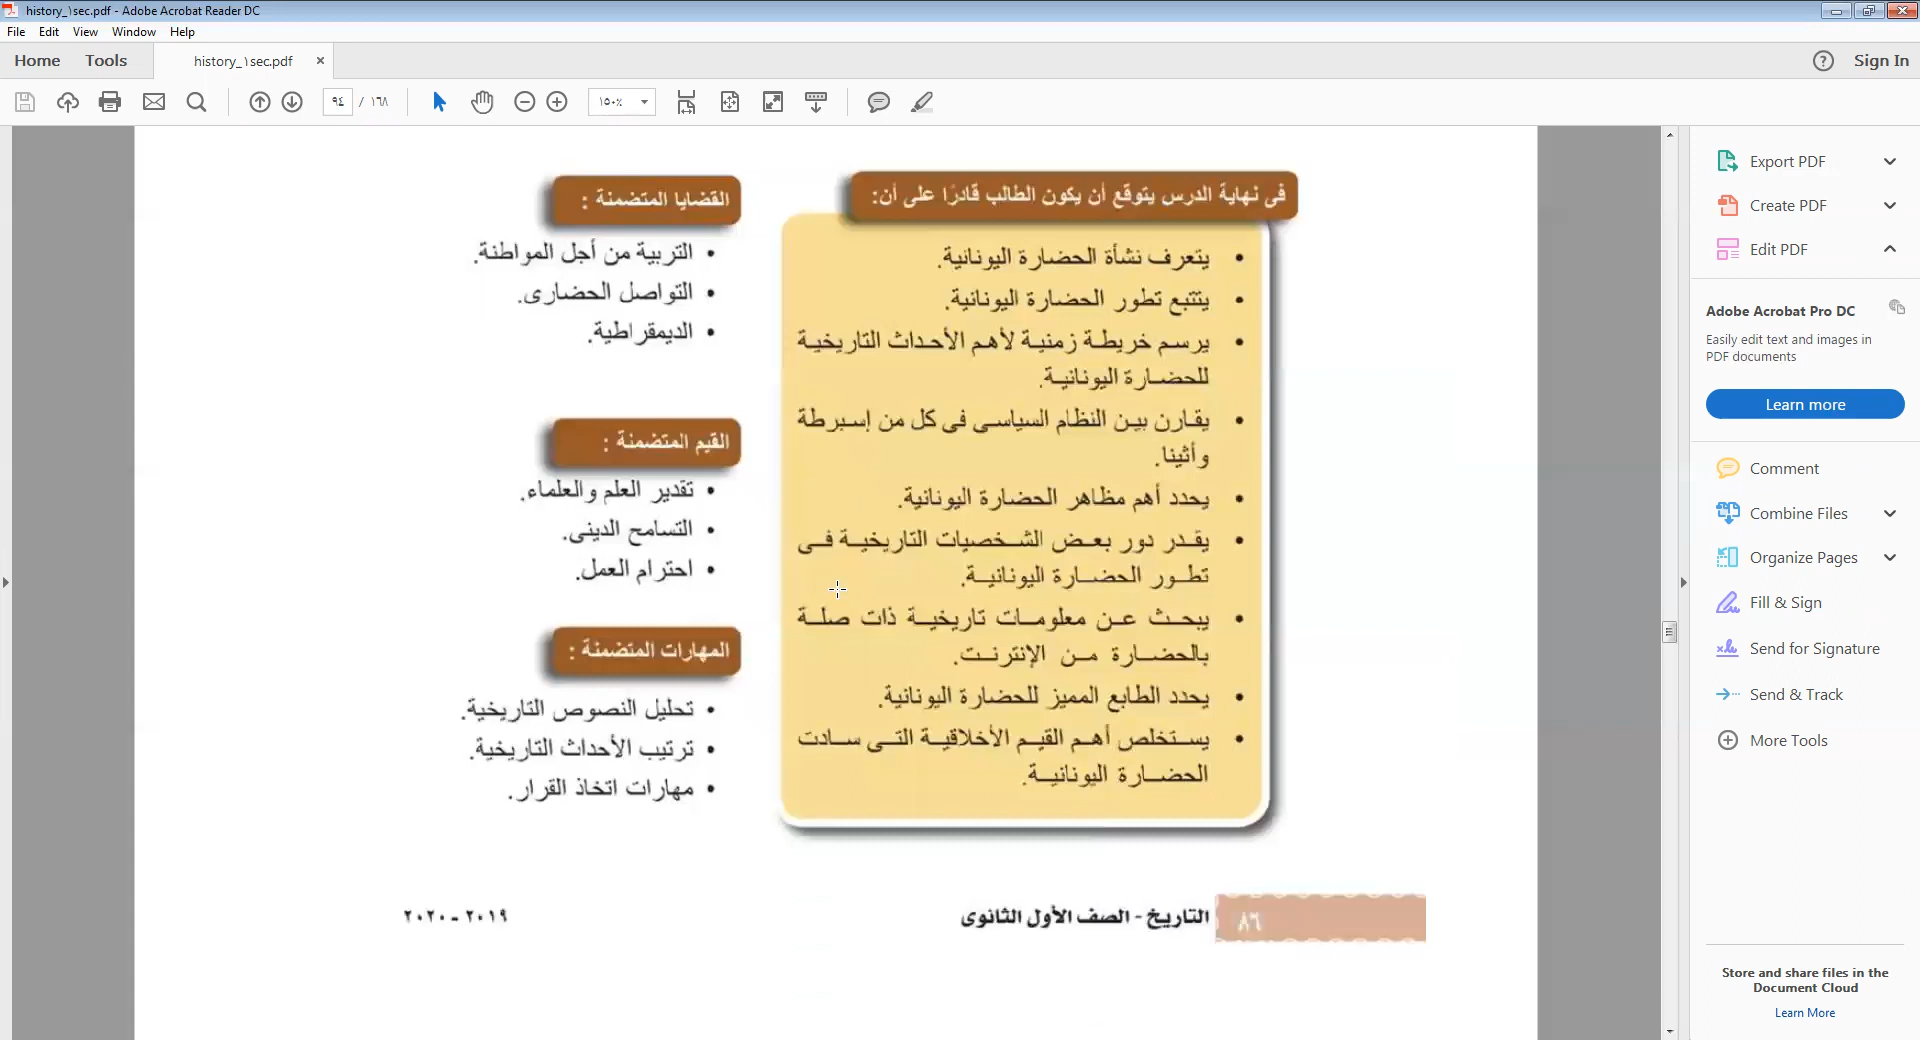 history_١sec.pdf - Adobe Acrobat Reader DC
File Edit View Window Help
Home Tools history_١sec.pdf × ? Sign In
٩٤ / ١٦٨ ١٥٠٪
في نهاية الدرس يتوقع أن يكون الطالب قادرًا على أن:
• يتعرف نشأة الحضارة اليونانية.
• يتتبع تطور الحضارة اليونانية.
• يرسم خريطة زمنية لأهم الأحداث التاريخية
للحضارة اليونانية.
• يقارن بين النظام السياسى فى كل من إسبرطة
وأثينا.
• يحدد أهم مظاهر الحضارة اليونانية.
• يقدر دور بعض الشخصيات التاريخية فى
تطور الحضارة اليونانية.
• يبحث عن معلومات تاريخية ذات صلة
بالحضارة من الإنترنت.
• يحدد الطابع المميز للحضارة اليونانية.
• يستخلص أهم القيم الأخلاقية التى سادت
الحضارة اليونانية.
القضايا المتضمنة :
• التربية من أجل المواطنة.
• التواصل الحضارى.
• الديمقراطية.
القيم المتضمنة :
• تقدير العلم والعلماء.
• التسامح الدينى.
• احترام العمل.
المهارات المتضمنة :
• تحليل النصوص التاريخية.
• ترتيب الأحداث التاريخية.
• مهارات اتخاذ القرار.
٨٦ التاريخ - الصف الأول الثانوى
٢٠١٩ - ٢٠٢٠
Export PDF
Create PDF
Edit PDF
Adobe Acrobat Pro DC
Easily edit text and images in
PDF documents
Learn more
Comment
Combine Files
Organize Pages
Fill & Sign
Send for Signature
Send & Track
More Tools
Store and share files in the
Document Cloud
Learn More